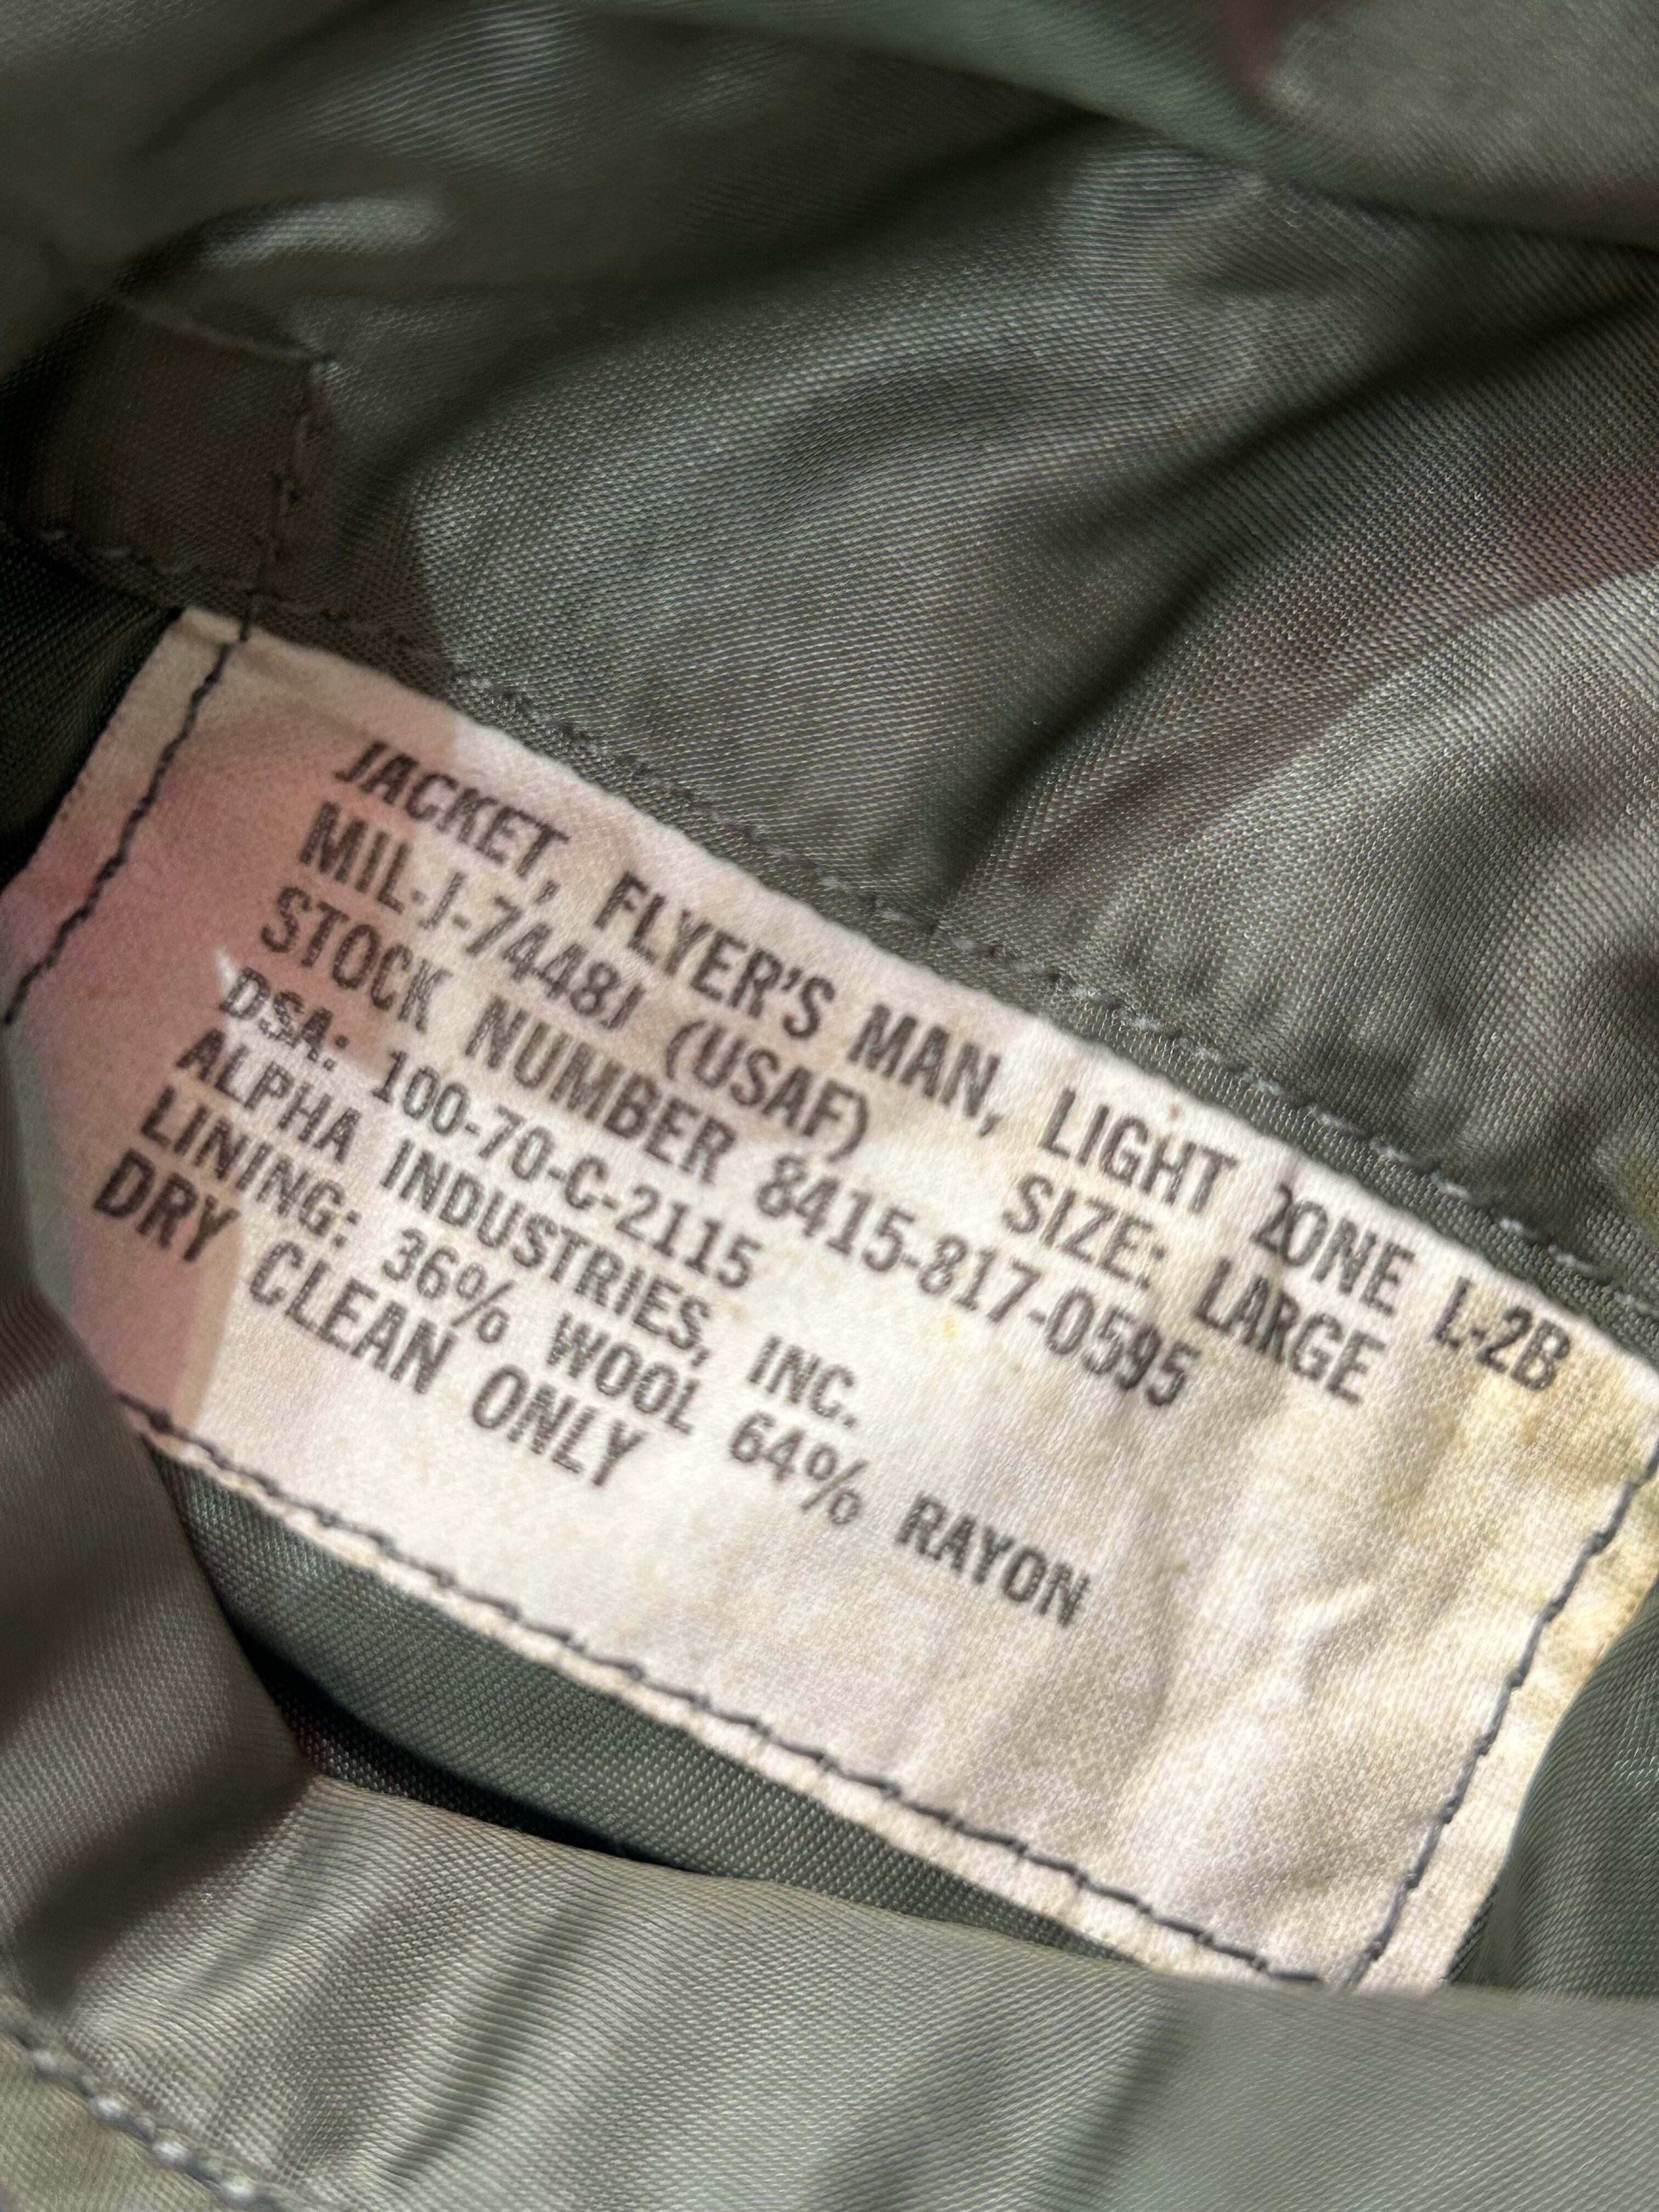 JACKET, FLYER'S MAN, LIGHT ZONE L-2B
MIL-J-7448J (USAF) SIZE: LARGE
STOCK NUMBER 8415-817-0595
DSA: 100-70-C-2115
ALPHA INDUSTRIES, INC.
LINING: 36% WOOL 64% RAYON
DRY CLEAN ONLY